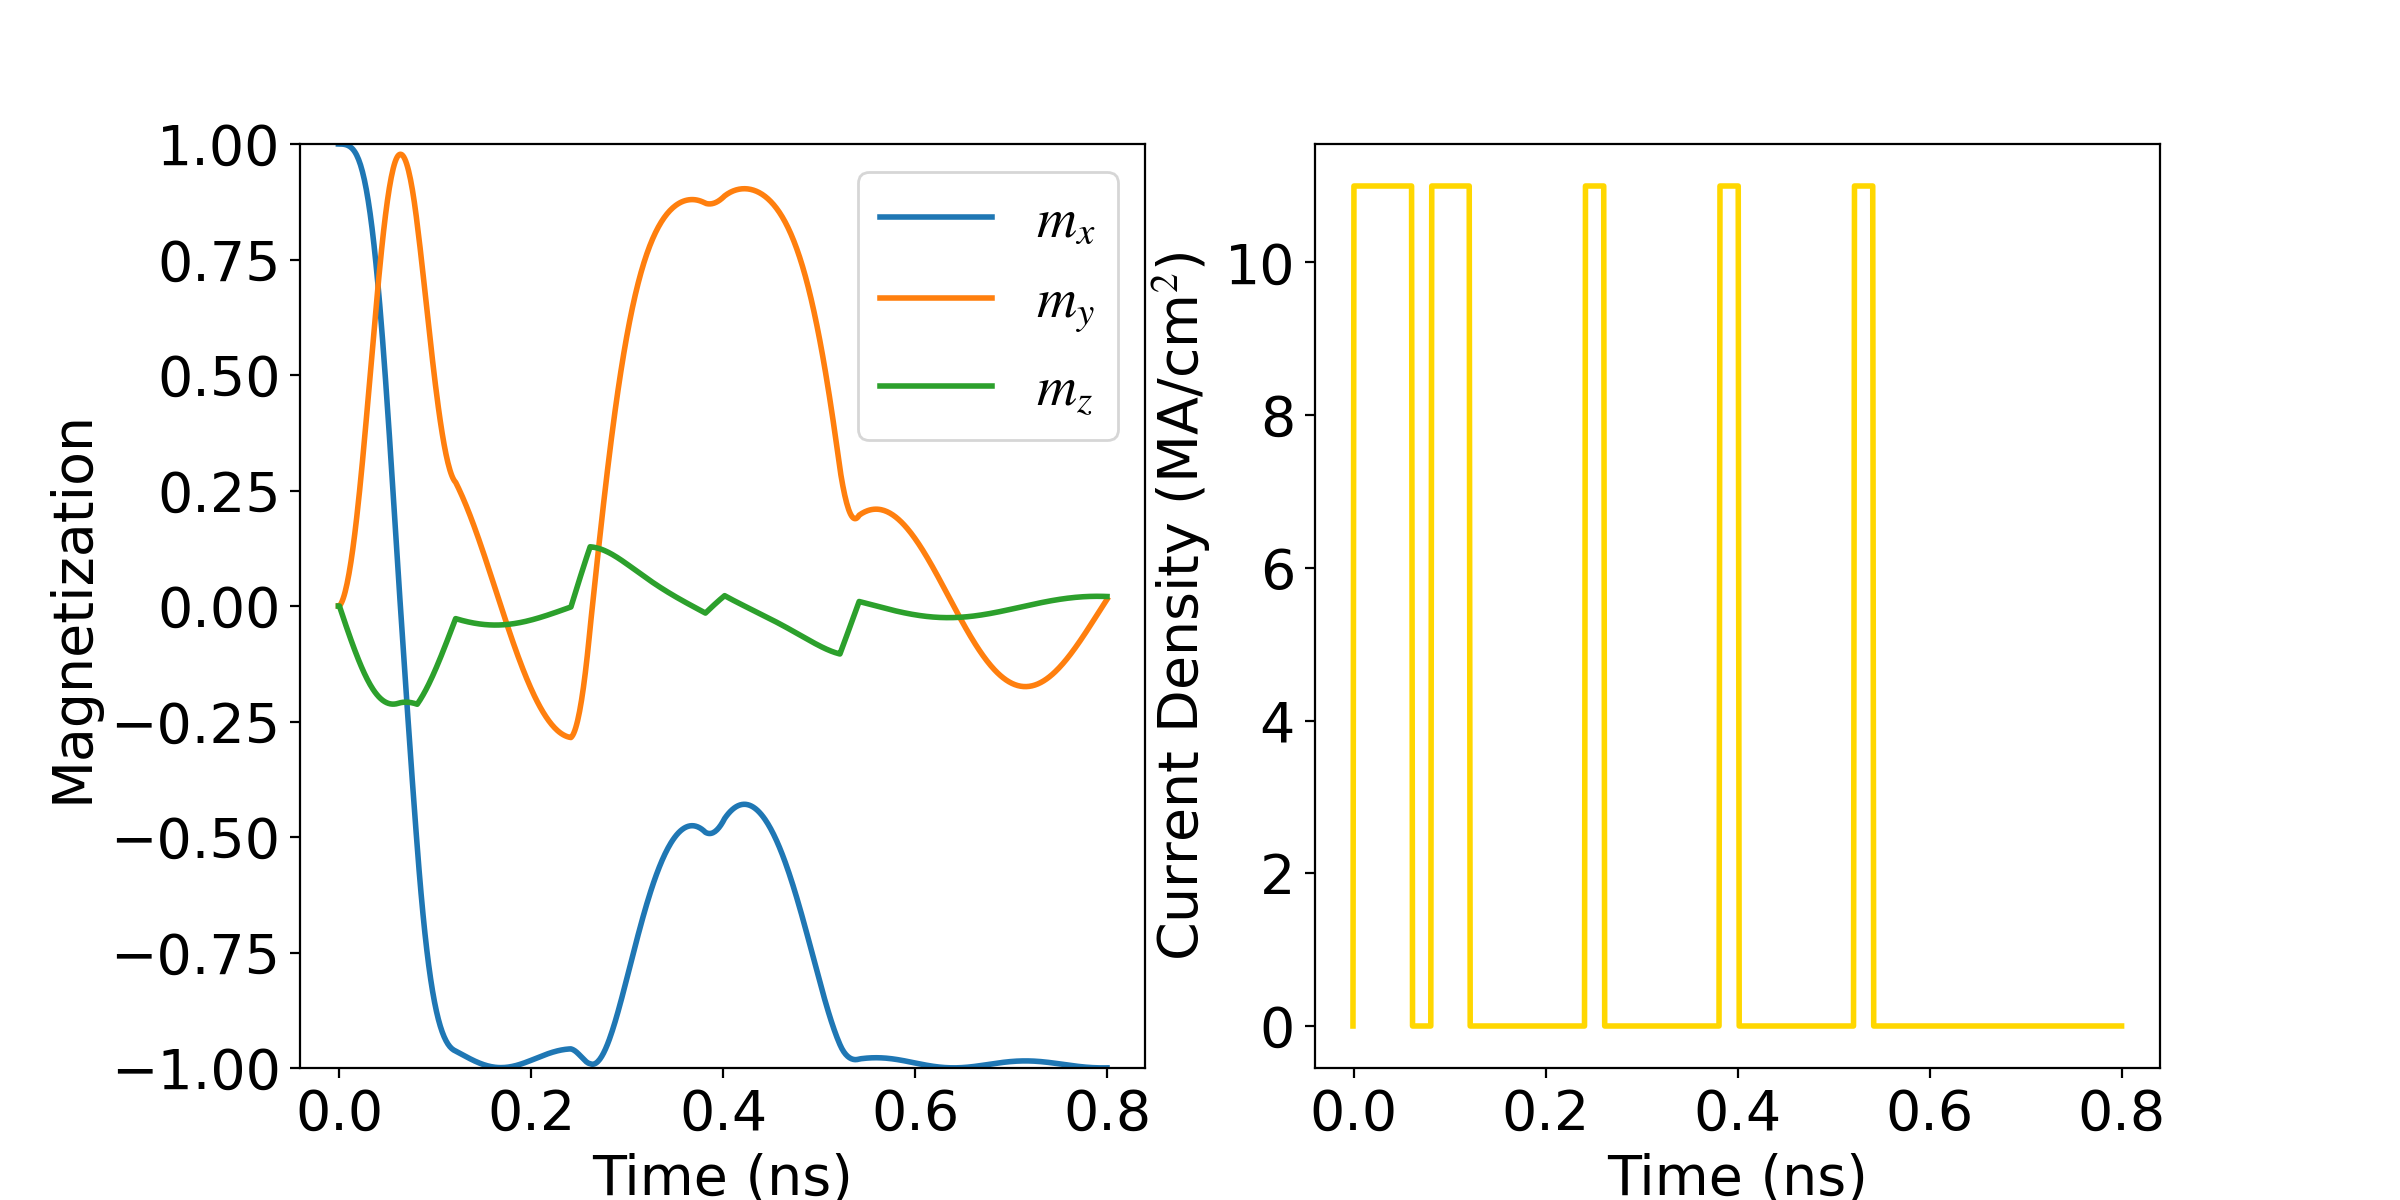 1.00
0.75
0.50
0.25
0.00
−0.25
−0.50
−0.75
−1.00
Magnetization
0.0 0.2 0.4 0.6 0.8
Time (ns)
m_x
m_y
m_z
10
8
6
4
2
0
Current Density (MA/cm²)
0.0 0.2 0.4 0.6 0.8
Time (ns)